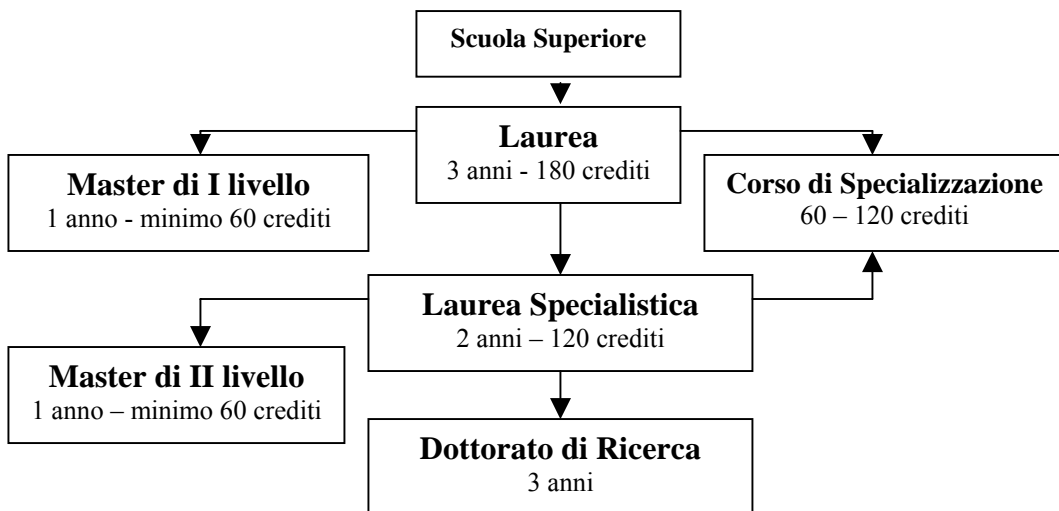 Scuola Superiore
Laurea
3 anni - 180 crediti
Master di I livello
1 anno - minimo 60 crediti
Corso di Specializzazione
60 – 120 crediti
Laurea Specialistica
2 anni – 120 crediti
Master di II livello
1 anno – minimo 60 crediti
Dottorato di Ricerca
3 anni